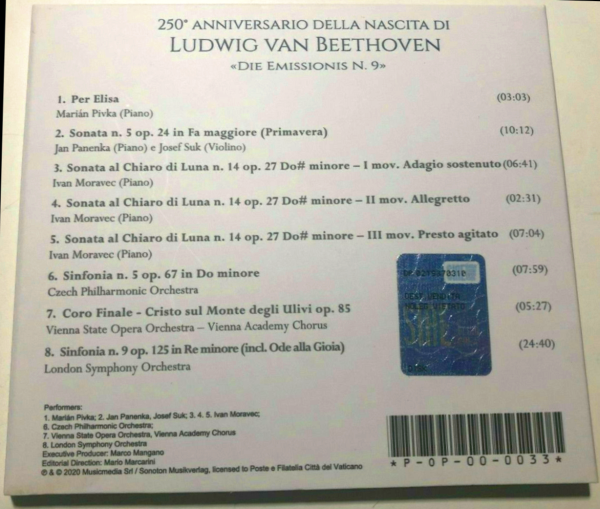 250° ANNIVERSARIO DELLA NASCITA DI
LUDWIG VAN BEETHOVEN
«DIE EMISSIONIS N. 9»
1. Per Elisa (03:03)
Marián Pivka (Piano)
2. Sonata n. 5 op. 24 in Fa maggiore (Primavera) (10:12)
Jan Panenka (Piano) e Josef Suk (Violino)
3. Sonata al Chiaro di Luna n. 14 op. 27 Do# minore – I mov. Adagio sostenuto (06:41)
Ivan Moravec (Piano)
4. Sonata al Chiaro di Luna n. 14 op. 27 Do# minore – II mov. Allegretto (02:31)
Ivan Moravec (Piano)
5. Sonata al Chiaro di Luna n. 14 op. 27 Do# minore – III mov. Presto agitato (07:04)
Ivan Moravec (Piano)
6. Sinfonia n. 5 op. 67 in Do minore (07:59)
Czech Philharmonic Orchestra
7. Coro Finale - Cristo sul Monte degli Ulivi op. 85 (05:27)
Vienna State Opera Orchestra – Vienna Academy Chorus
8. Sinfonia n. 9 op. 125 in Re minore (incl. Ode alla Gioia) (24:40)
London Symphony Orchestra
Performers:
1. Marián Pivka; 2. Jan Panenka, Josef Suk; 3. 4. 5. Ivan Moravec;
6. Czech Philharmonic Orchestra;
7. Vienna State Opera Orchestra, Vienna Academy Chorus
8. London Symphony Orchestra
Executive Producer: Marco Mangano
Editorial Direction: Mario Marcarini
℗ & © 2020 Musicmedia Srl / Sonoton Musikverlag, licensed to Poste e Filatelia Città del Vaticano
*P-OP-00-0033*